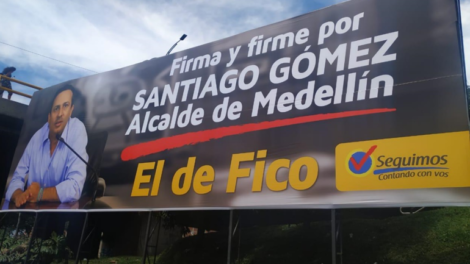 Firma y firme por
SANTIAGO GÓMEZ
Alcalde de Medellín
El de Fico
Seguimos
Contando con vos